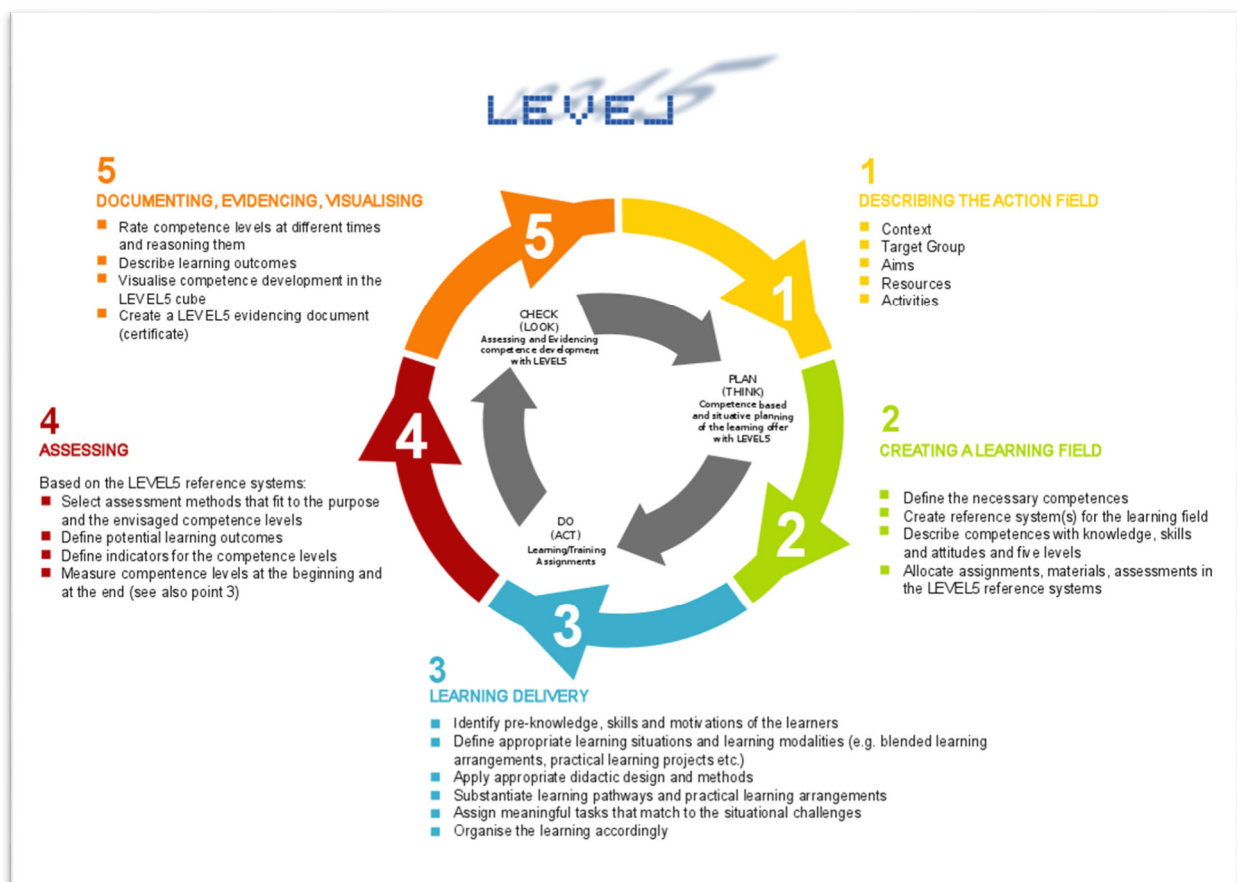 LEVEL5
1
DESCRIBING THE ACTION FiELD
Context
Target Group
Aims
Resources
Activities
2
CREATING A LEARNING FIELD
Define the necessary competences
Create reference system(s) for the learning field
Describe competences with knowledge, skills
and attitudes and five levels
Allocate assignments, materials, assessments in
the LEVEL5 reference systems
3
LEARNING DELIVERY
Identify pre-knowledge, skills and motivations of the learners
Define appropriate learning situations and learning modalities (e.g. blended learning
arrangements, practical learning projects etc.)
Apply appropriate didactic design and methods
Substantiate learning pathways and practical learning arrangements
Assign meaningful tasks that match to the situational challenges
Organise the learning accordingly
4
ASSESSING
Based on the LEVEL5 reference systems:
Select assessment methods that fit to the purpose
and the envisaged competence levels
Define potential learning outcomes
Define indicators for the competence levels
Measure compentence levels at the beginning and
at the end (see also point 3)
5
DOCUMENTING, EVIDENCING, VISUALISING
Rate competence levels at different times
and reasoning them
Describe learning outcomes
Visualise competence development in the
LEVEL5 cube
Create a LEVEL5 evidencing document
(certificate)
1
2
3
4
5
CHECK
(LOOK)
Assessing and Evidencing
competence development
with LEVEL5
PLAN
(THINK)
Competence based
and situative planning
of the learning offer
with LEVEL5
DO
(ACT)
Learning/Training
Assignments